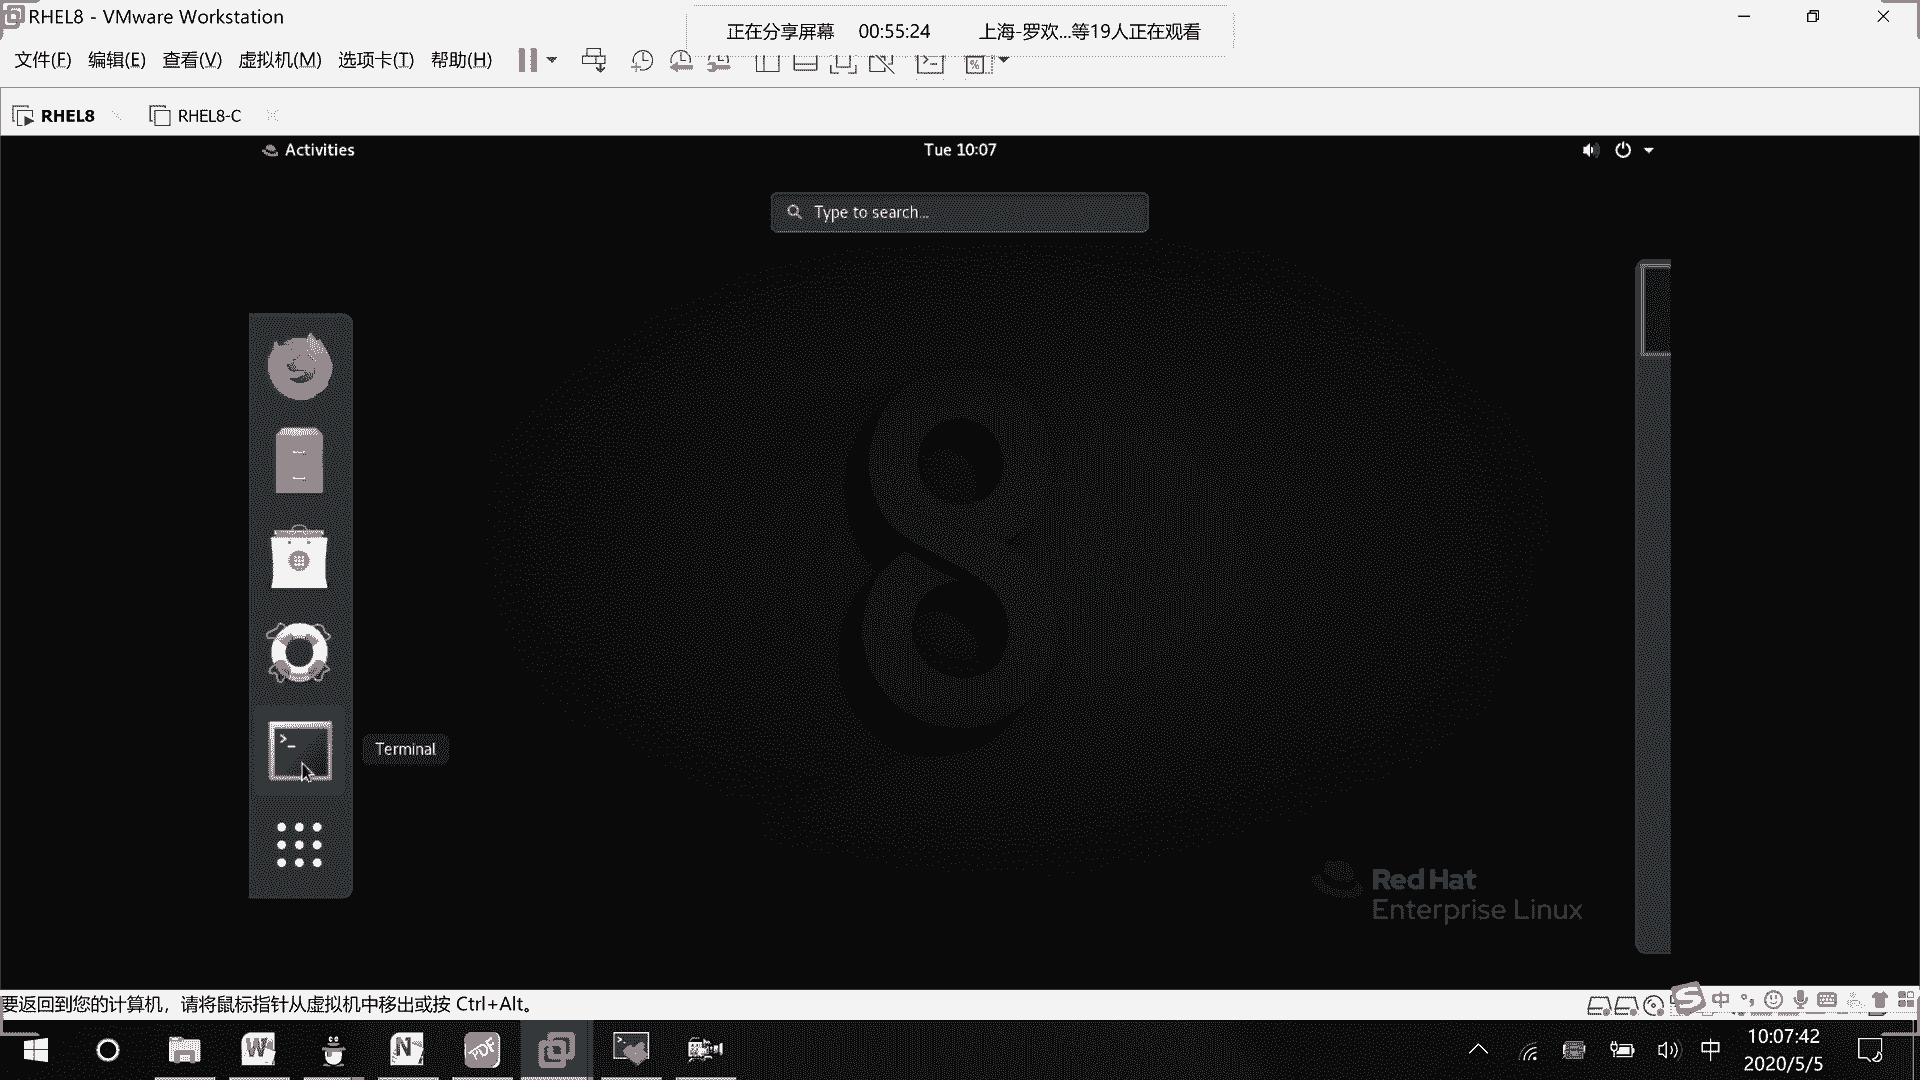 RHEL8 - VMware Workstation
正在分享屏幕 00:55:24 上海-罗欢...等19人正在观看
文件(F) 编辑(E) 查看(V) 虚拟机(M) 选项卡(T) 帮助(H)
RHEL8 RHEL8-C
Activities Tue 10:07
Type to search...
Terminal
Red Hat
Enterprise Linux
要返回到您的计算机，请将鼠标指针从虚拟机中移出或按 Ctrl+Alt。
中
中 10:07:42
2020/5/5